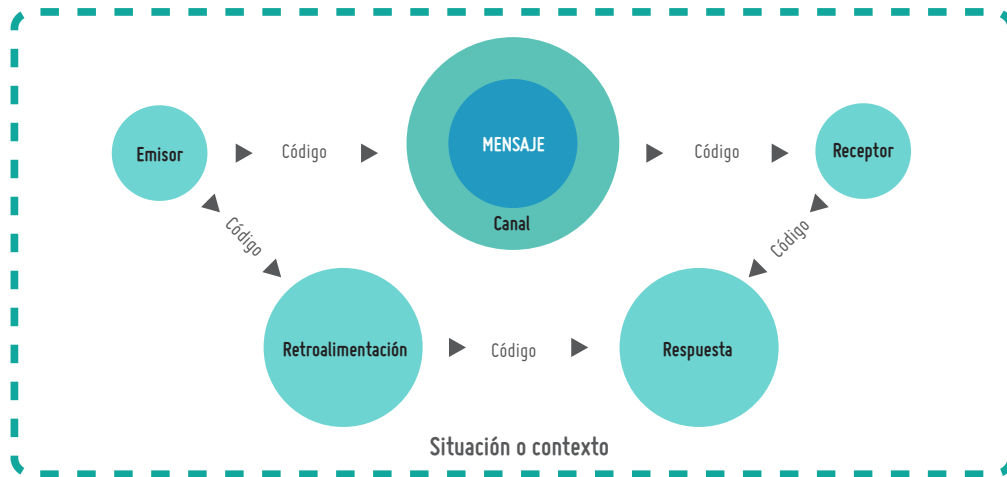 Emisor
Código
MENSAJE
Canal
Código
Receptor
Código
Código
Retroalimentación
Código
Respuesta
Situación o contexto